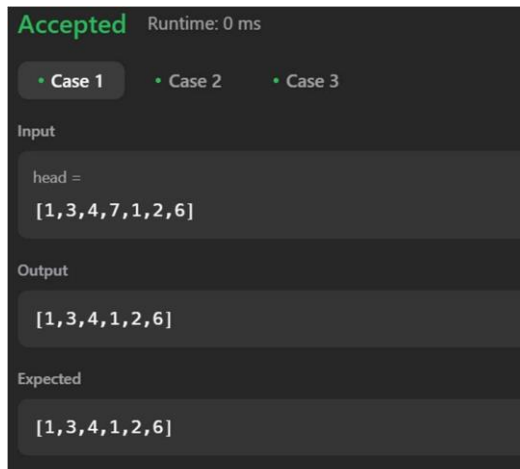 Accepted Runtime: 0 ms
• Case 1 • Case 2 • Case 3
Input
head =
[1,3,4,7,1,2,6]
Output
[1,3,4,1,2,6]
Expected
[1,3,4,1,2,6]